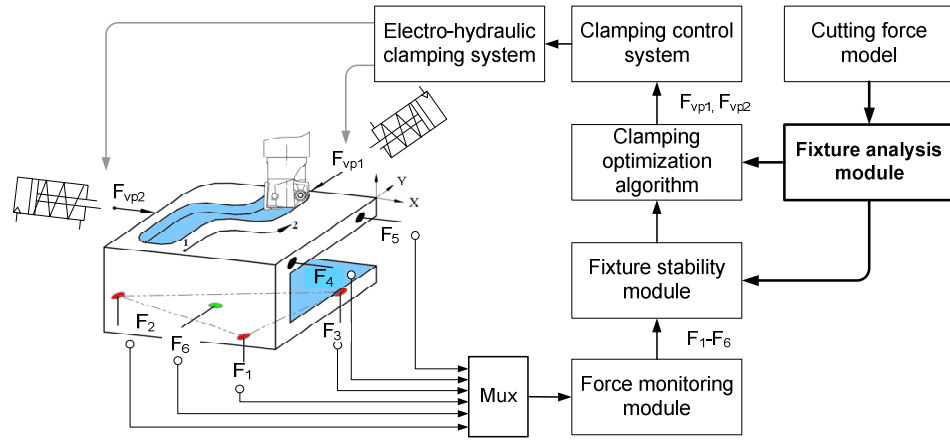 Electro-hydraulic
clamping system
Clamping control
system
Cutting force
model
Fvp1, Fvp2
Clamping
optimization
algorithm
Fixture analysis
module
Fvp1
Fvp2
Y
X
1
2
F5
F4
Fixture stability
module
F2
F6
F1
F3
F1-F6
Mux
Force monitoring
module